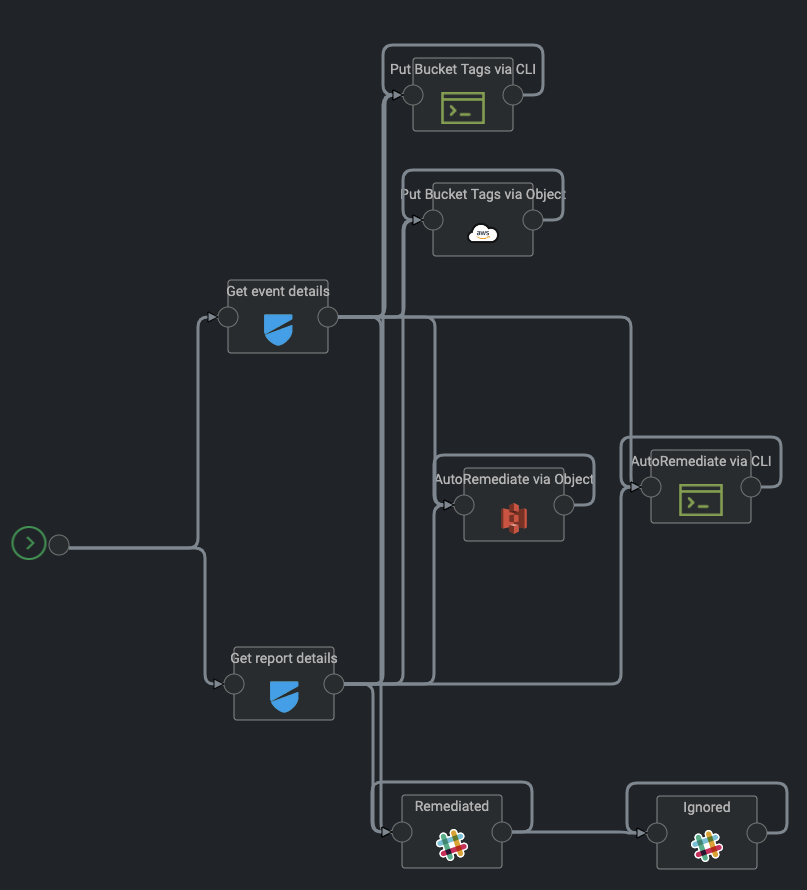 Put Bucket Tags via CLI
>_
Put Bucket Tags via Object
aws
Get event details
AutoRemediate via CLI
>_
AutoRemediate via Object
Get report details
Remediated
Ignored